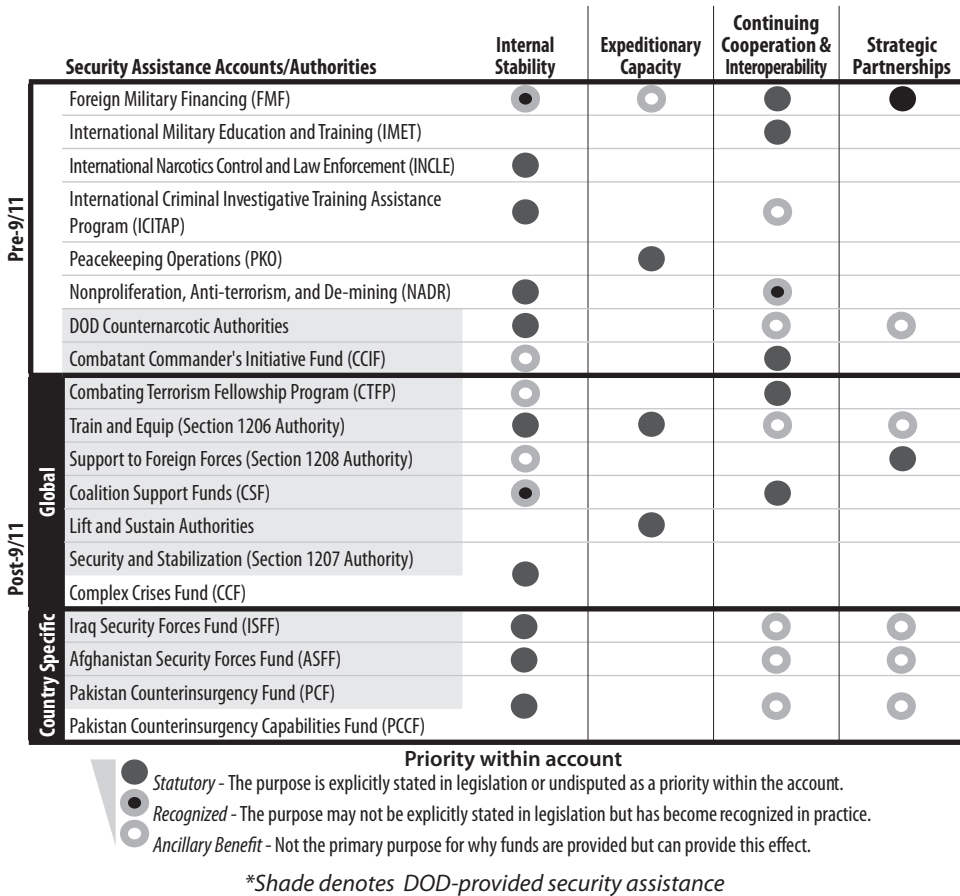 Security Assistance Accounts/Authorities
Internal
Stability
Expeditionary
Capacity
Continuing
Cooperation &
Interoperability
Strategic
Partnerships
Pre-9/11
Foreign Military Financing (FMF)
International Military Education and Training (IMET)
International Narcotics Control and Law Enforcement (INCLE)
International Criminal Investigative Training Assistance
Program (ICITAP)
Peacekeeping Operations (PKO)
Nonproliferation, Anti-terrorism, and De-mining (NADR)
DOD Counternarcotic Authorities
Combatant Commander's Initiative Fund (CCIF)
Post-9/11
Global
Combating Terrorism Fellowship Program (CTFP)
Train and Equip (Section 1206 Authority)
Support to Foreign Forces (Section 1208 Authority)
Coalition Support Funds (CSF)
Lift and Sustain Authorities
Security and Stabilization (Section 1207 Authority)
Complex Crises Fund (CCF)
Country Specific
Iraq Security Forces Fund (ISFF)
Afghanistan Security Forces Fund (ASFF)
Pakistan Counterinsurgency Fund (PCF)
Pakistan Counterinsurgency Capabilities Fund (PCCF)
Priority within account
Statutory - The purpose is explicitly stated in legislation or undisputed as a priority within the account.
Recognized - The purpose may not be explicitly stated in legislation but has become recognized in practice.
Ancillary Benefit - Not the primary purpose for why funds are provided but can provide this effect.
*Shade denotes DOD-provided security assistance